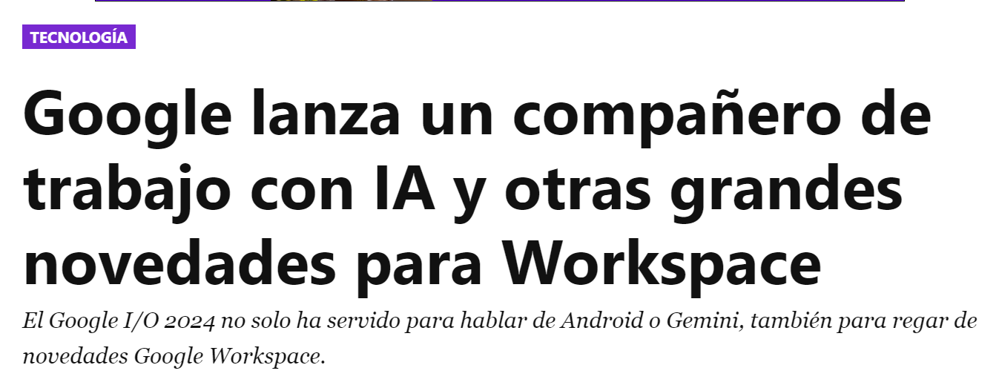 TECNOLOGÍA
Google lanza un compañero de
trabajo con IA y otras grandes
novedades para Workspace
El Google I/O 2024 no solo ha servido para hablar de Android o Gemini, también para regar de
novedades Google Workspace.